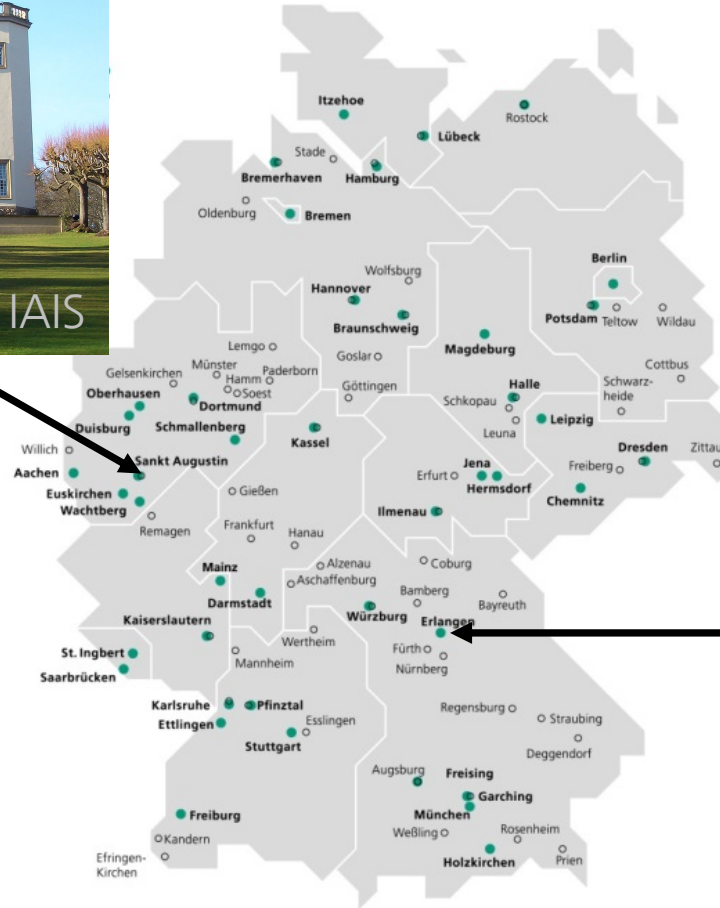 IAIS
Itzehoe
Rostock
Lübeck
Stade
Bremerhaven
Hamburg
Oldenburg
Bremen
Wolfsburg
Berlin
Hannover
Potsdam
Teltow
Wildau
Braunschweig
Magdeburg
Lemgo
Goslar
Münster
Paderborn
Gelsenkirchen
Hamm
Soest
Göttingen
Cottbus
Oberhausen
Dortmund
Halle
Schwarz-
heide
Schkopau
Duisburg
Schmallenberg
Leipzig
Kassel
Leunа
Willich
Sankt Augustin
Dresden
Zittau
Aachen
Jena
Freiberg
Erfurt
Euskirchen
Hermsdorf
Gießen
Chemnitz
Wachtberg
Ilmenau
Remagen
Frankfurt
Hanau
Mainz
Alzenau
Coburg
Aschaffenburg
Bamberg
Darmstadt
Bayreuth
Kaiserslautern
Würzburg
Erlangen
Wertheim
St. Ingbert
Fürth
Mannheim
Nürnberg
Saarbrücken
Karlsruhe
Pfinztal
Regensburg
Ettlingen
Esslingen
Straubing
Stuttgart
Deggendorf
Augsburg
Freising
Garching
Freiburg
München
Kandern
Weßling
Rosenheim
Efringen-
Kirchen
Holzkirchen
Prien